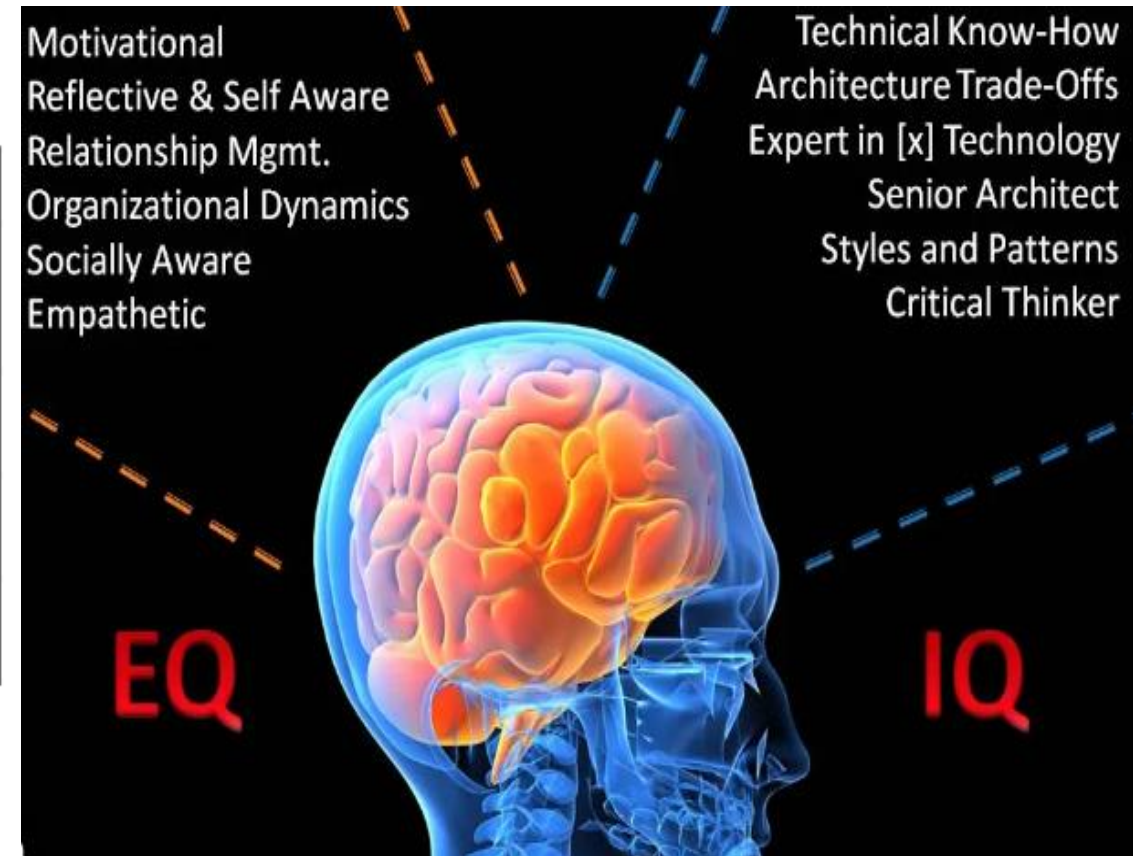 Motivational
Reflective & Self Aware
Relationship Mgmt.
Organizational Dynamics
Socially Aware
Empathetic
Technical Know-How
Architecture Trade-Offs
Expert in [x] Technology
Senior Architect
Styles and Patterns
Critical Thinker
EQ
IQ